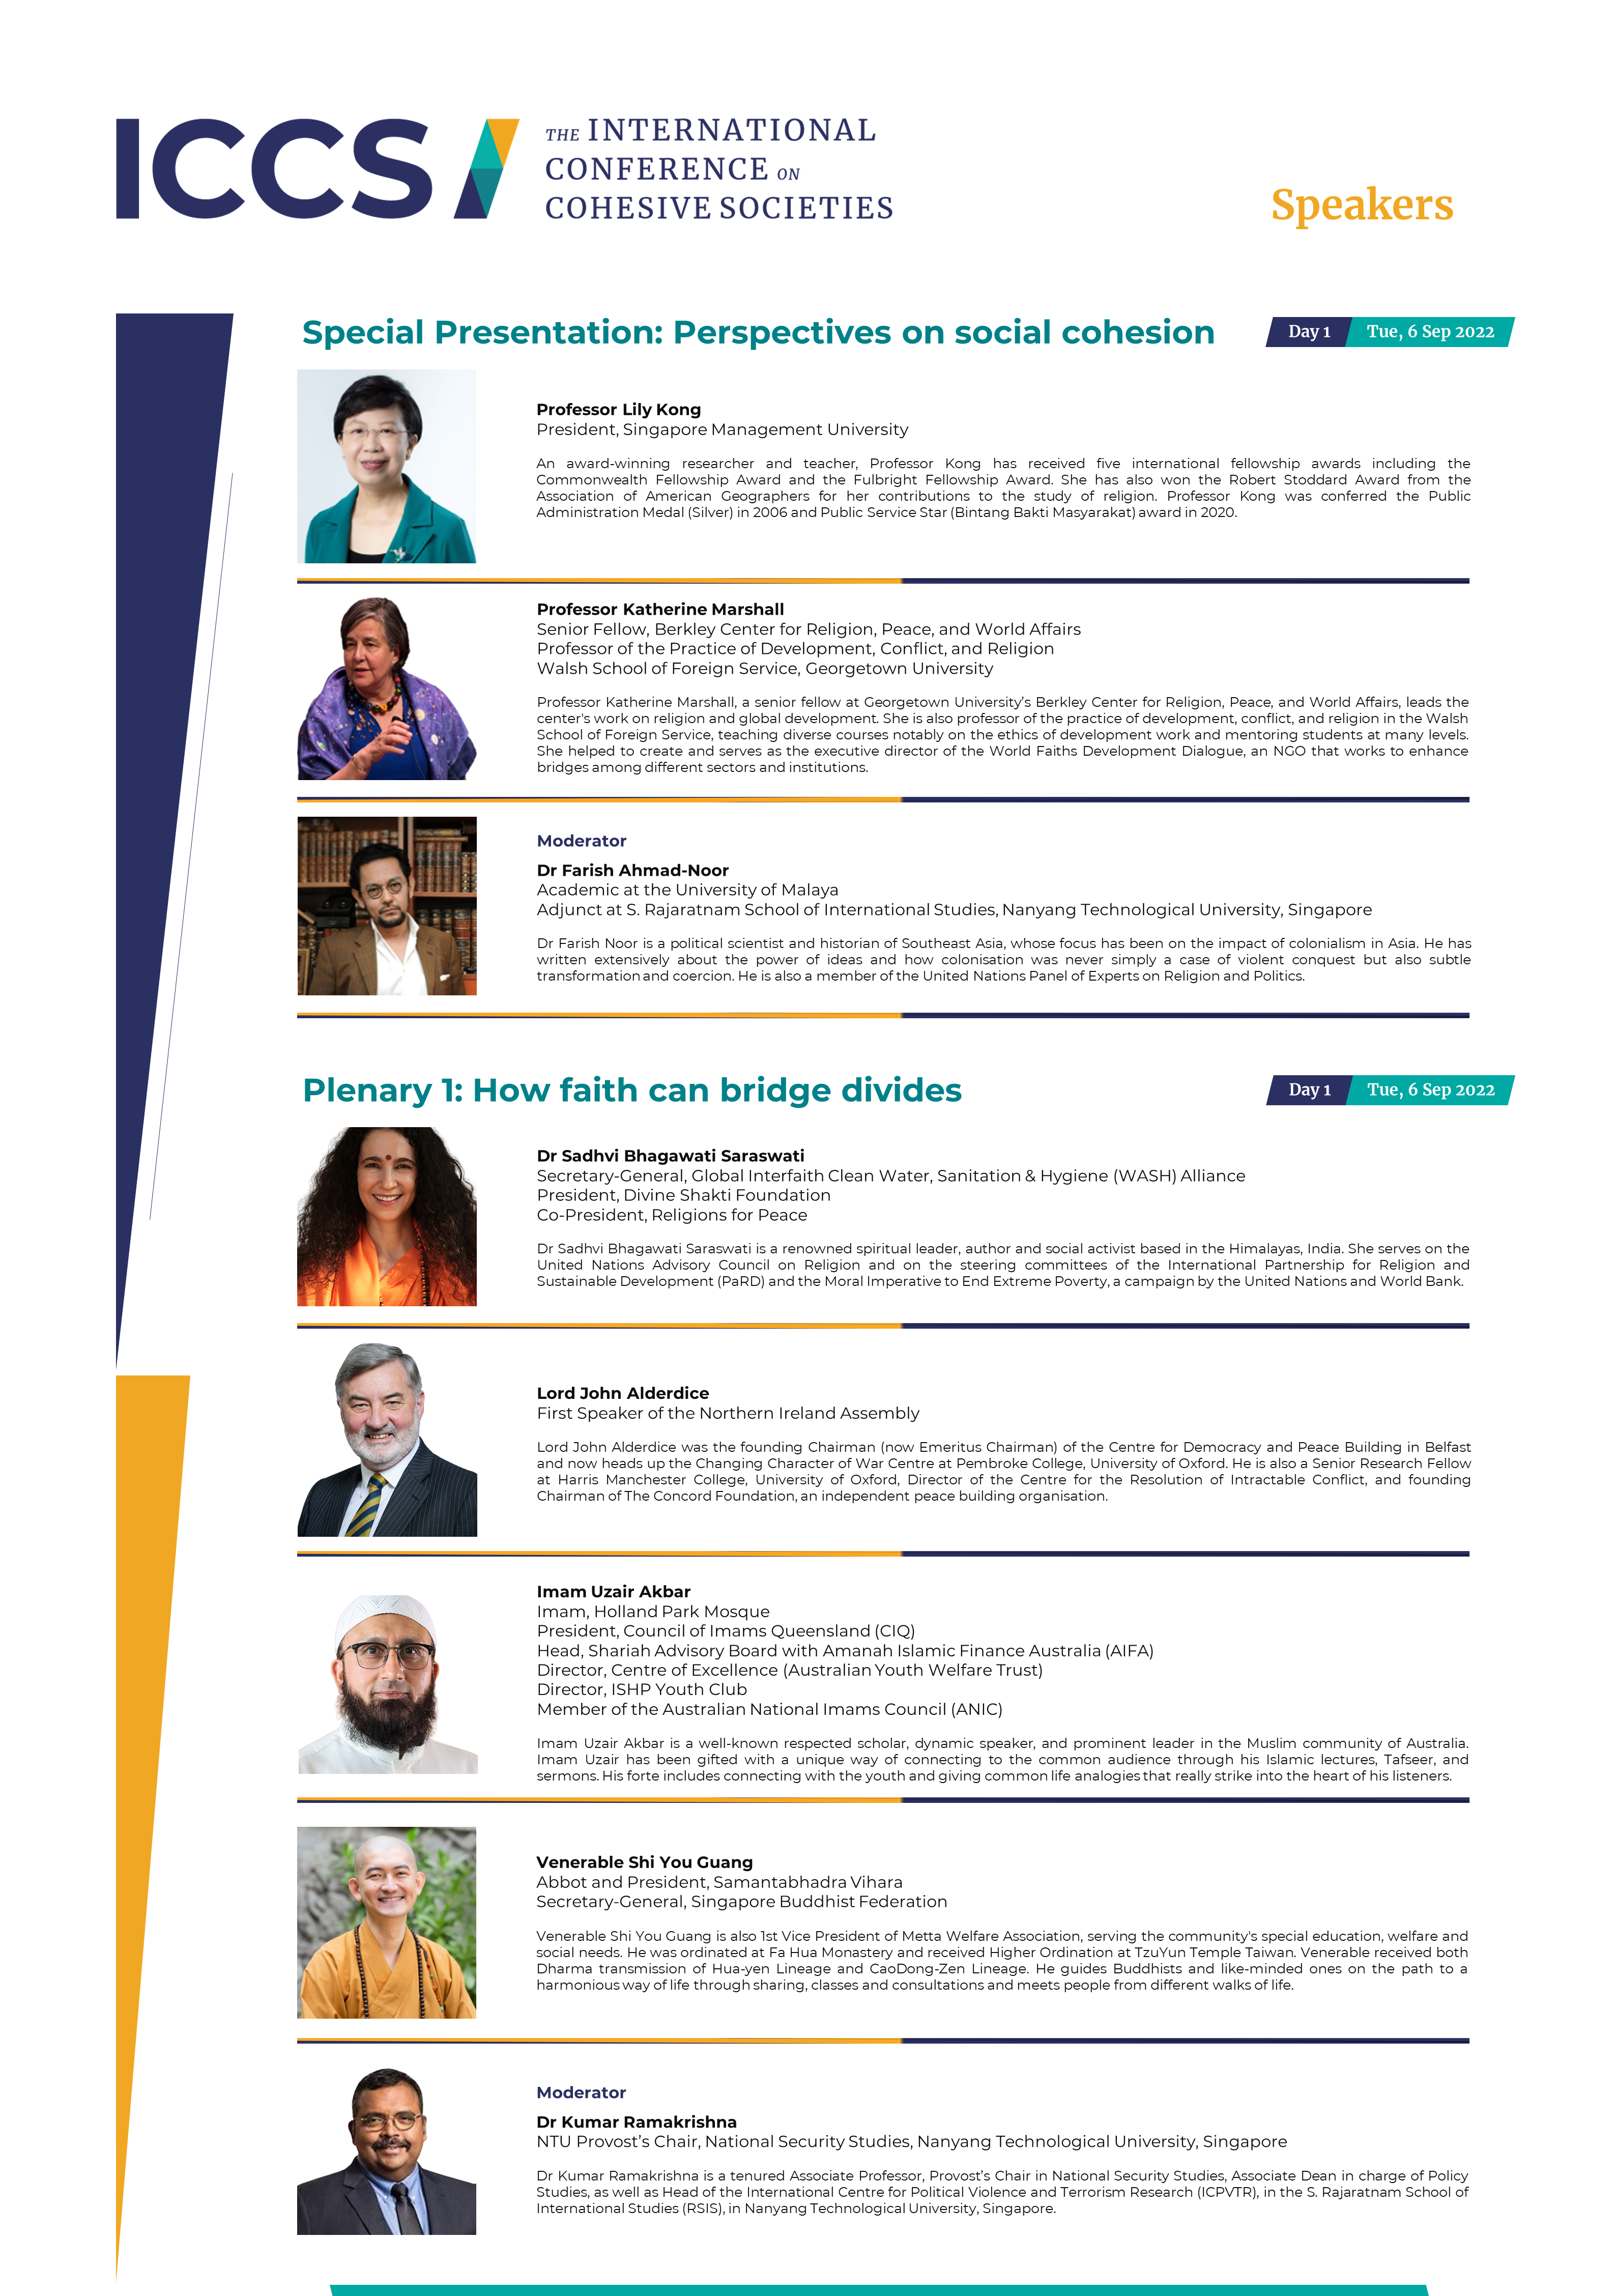 ICCS
THE INTERNATIONAL
CONFERENCE ON
COHESIVE SOCIETIES
Speakers
Special Presentation: Perspectives on social cohesion
Day 1
Tue, 6 Sep 2022
Professor Lily Kong
President, Singapore Management University
An award-winning researcher and teacher, Professor Kong has received five international fellowship awards including the
Commonwealth Fellowship Award and the Fulbright Fellowship Award. She has also won the Robert Stoddard Award from the
Association of American Geographers for her contributions to the study of religion. Professor Kong was conferred the Public
Administration Medal (Silver) in 2006 and Public Service Star (Bintang Bakti Masyarakat) award in 2020.
Professor Katherine Marshall
Senior Fellow, Berkley Center for Religion, Peace, and World Affairs
Professor of the Practice of Development, Conflict, and Religion
Walsh School of Foreign Service, Georgetown University
Professor Katherine Marshall, a senior fellow at Georgetown University's Berkley Center for Religion, Peace, and World Affairs, leads the
center's work on religion and global development. She is also professor of the practice of development, conflict, and religion in the Walsh
School of Foreign Service, teaching diverse courses notably on the ethics of development work and mentoring students at many levels.
She helped to create and serves as the executive director of the World Faiths Development Dialogue, an NGO that works to enhance
bridges among different sectors and institutions.
Moderator
Dr Farish Ahmad-Noor
Academic at the University of Malaya
Adjunct at S. Rajaratnam School of International Studies, Nanyang Technological University, Singapore
Dr Farish Noor is a political scientist and historian of Southeast Asia, whose focus has been on the impact of colonialism in Asia. He has
written extensively about the power of ideas and how colonisation was never simply a case of violent conquest but also subtle
transformation and coercion. He is also a member of the United Nations Panel of Experts on Religion and Politics.
Plenary 1: How faith can bridge divides
Day 1
Tue, 6 Sep 2022
Dr Sadhvi Bhagawati Saraswati
Secretary-General, Global Interfaith Clean Water, Sanitation & Hygiene (WASH) Alliance
President, Divine Shakti Foundation
Co-President, Religions for Peace
Dr Sadhvi Bhagawati Saraswati is a renowned spiritual leader, author and social activist based in the Himalayas, India. She serves on the
United Nations Advisory Council on Religion and on the steering committees of the International Partnership for Religion and
Sustainable Development (PaRD) and the Moral Imperative to End Extreme Poverty, a campaign by the United Nations and World Bank.
Lord John Alderdice
First Speaker of the Northern Ireland Assembly
Lord John Alderdice was the founding Chairman (now Emeritus Chairman) of the Centre for Democracy and Peace Building in Belfast
and now heads up the Changing Character of War Centre at Pembroke College, University of Oxford. He is also a Senior Research Fellow
at Harris Manchester College, University of Oxford, Director of the Centre for the Resolution of Intractable Conflict, and founding
Chairman of The Concord Foundation, an independent peace building organisation.
Imam Uzair Akbar
Imam, Holland Park Mosque
President, Council of Imams Queensland (CIQ)
Head, Shariah Advisory Board with Amanah Islamic Finance Australia (AIFA)
Director, Centre of Excellence (Australian Youth Welfare Trust)
Director, ISHP Youth Club
Member of the Australian National Imams Council (ANIC)
Imam Uzair Akbar is a well-known respected scholar, dynamic speaker, and prominent leader in the Muslim community of Australia.
Imam Uzair has been gifted with a unique way of connecting to the common audience through his Islamic lectures, Tafseer, and
sermons. His forte includes connecting with the youth and giving common life analogies that really strike into the heart of his listeners.
Venerable Shi You Guang
Abbot and President, Samantabhadra Vihara
Secretary-General, Singapore Buddhist Federation
Venerable Shi You Guang is also 1st Vice President of Metta Welfare Association, serving the community's special education, welfare and
social needs. He was ordinated at Fa Hua Monastery and received Higher Ordination at TzuYun Temple Taiwan. Venerable received both
Dharma transmission of Hua-yen Lineage and CaoDong-Zen Lineage. He guides Buddhists and like-minded ones on the path to a
harmonious way of life through sharing, classes and consultations and meets people from different walks of life.
Moderator
Dr Kumar Ramakrishna
NTU Provost's Chair, National Security Studies, Nanyang Technological University, Singapore
Dr Kumar Ramakrishna is a tenured Associate Professor, Provost's Chair in National Security Studies, Associate Dean in charge of Policy
Studies, as well as Head of the International Centre for Political Violence and Terrorism Research (ICPVTR), in the S. Rajaratnam School of
International Studies (RSIS), in Nanyang Technological University, Singapore.